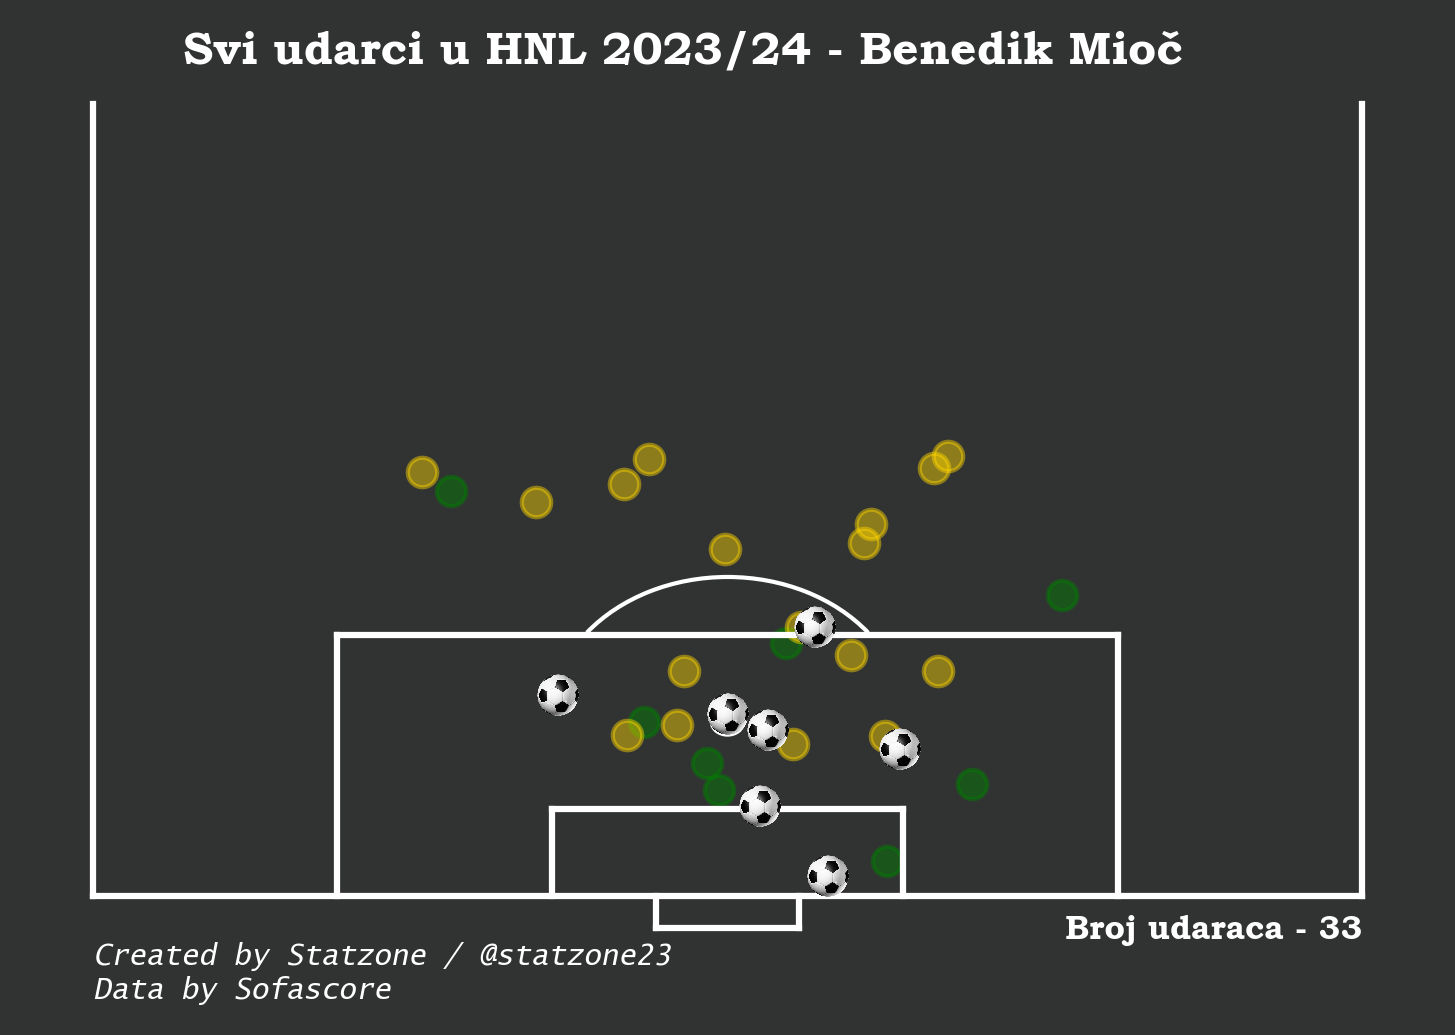 Svi udarci u HNL 2023/24 - Benedik Mioč
Broj udaraca - 33
Created by Statzone / @statzone23
Data by Sofascore